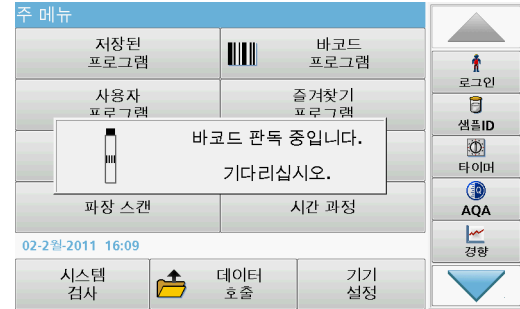 주 메뉴
저장된
프로그램
바코드
프로그램
사용자
프로그램
즐겨찾기
프로그램
바코드 판독 중입니다.
기다리십시오.
파장 스캔
시간 과정
02-2월-2011 16:09
시스템
검사
데이터
호출
기기
설정
로그인
샘플ID
타이머
AQA
경향